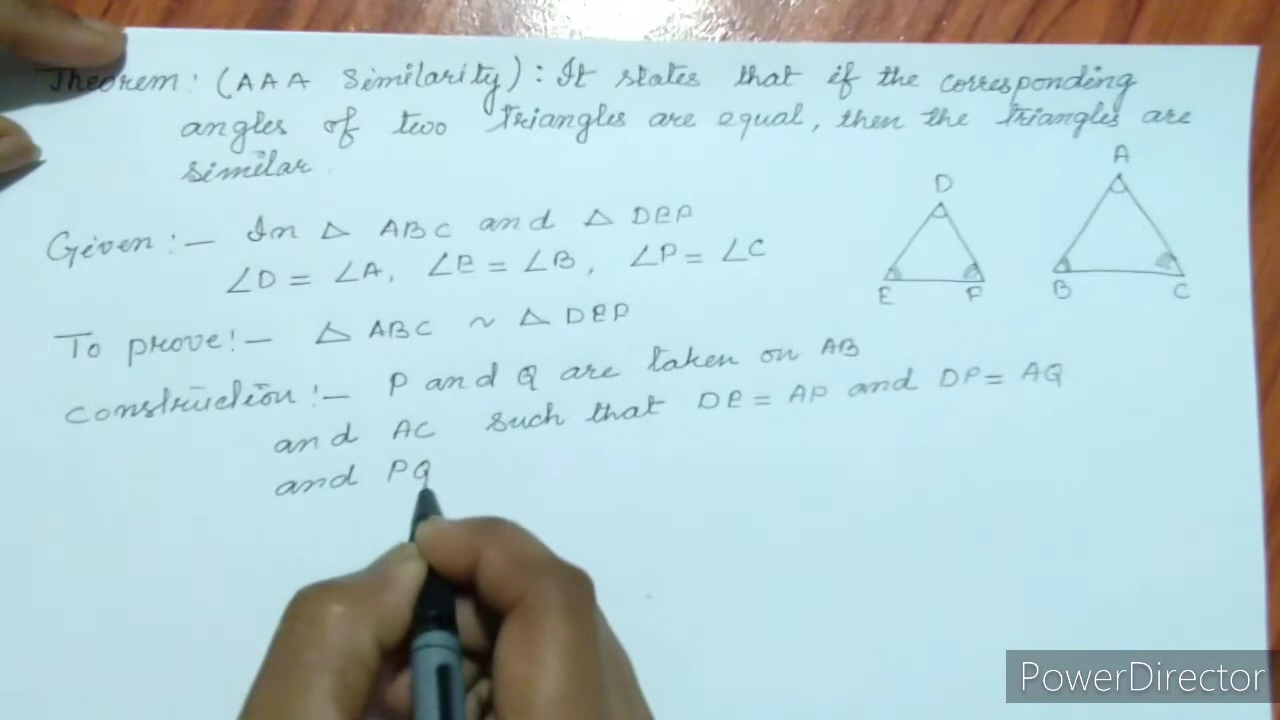 Theorem: (AAA Similarity): It states that if the corresponding
angles of two triangles are equal, then the triangles are
similar
Given:- In △ ABC and △ DEF
∠D = ∠A, ∠E = ∠B, ∠F = ∠C
To prove:- △ ABC ~ △ DEF
Construction:- P and Q are taken on AB
and AC such that DE = AP and DF = AQ
and PQ
D
E F
A
B C
PowerDirector